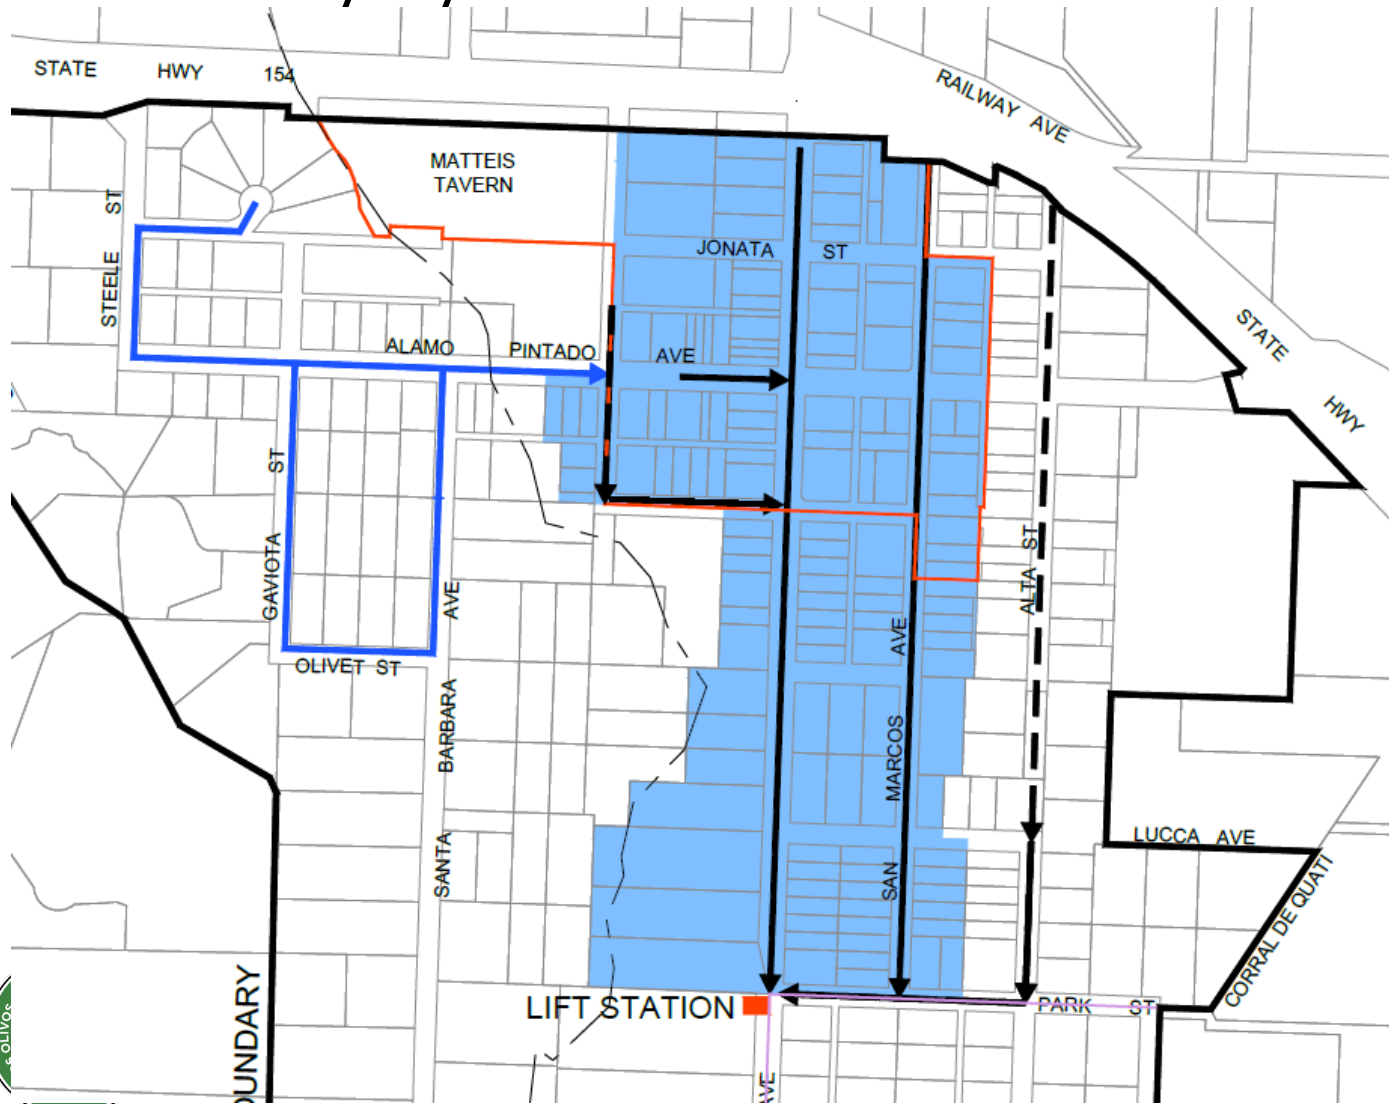 STATE HWY 154
RAILWAY AVE
MATTEIS
TAVERN
STEELE ST
JONATA ST
STATE HWY
ALAMO PINTADO AVE
GAVIOTA ST
ALTA ST
OLIVET ST
SANTA BARBARA AVE
SAN MARCOS AVE
LUCCA AVE
CORRAL DE QUATI
LIFT STATION
PARK ST
OUNDARY
AVE
OLIVOS